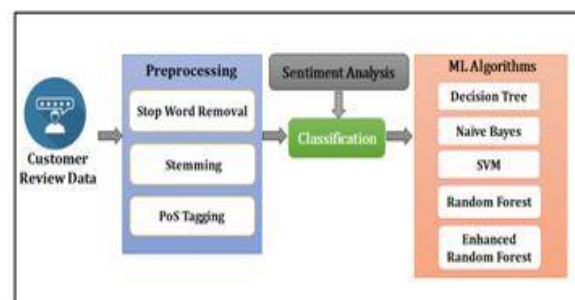 Customer
Review Data
Preprocessing
Stop Word Removal
Stemming
PoS Tagging
Sentiment Analysis
Classification
ML Algorithms
Decision Tree
Naïve Bayes
SVM
Random Forest
Enhanced
Random Forest